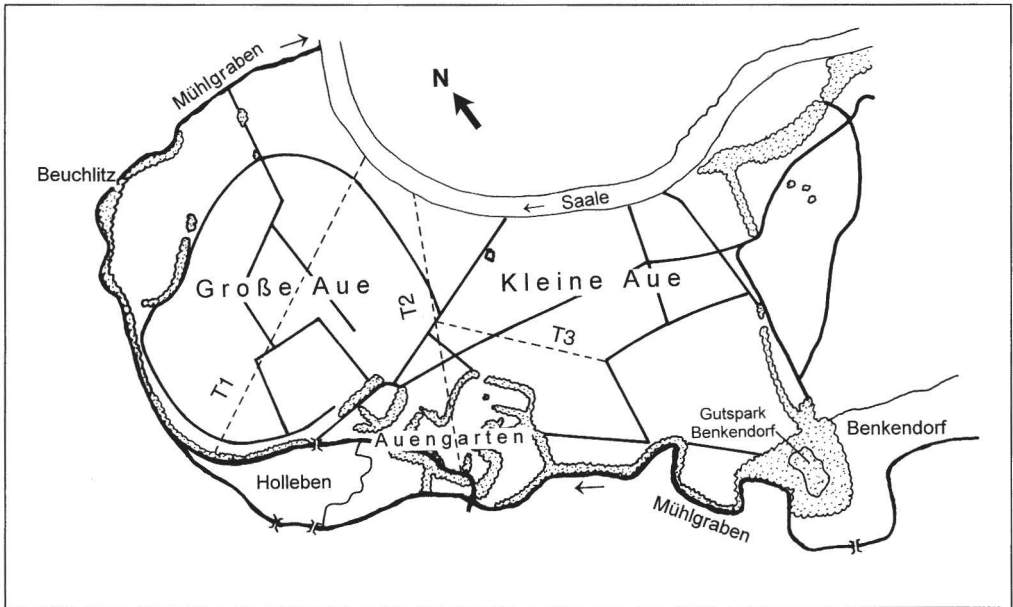 Mühlgraben
N
Beuchlitz
Saale
Große Aue
Kleine Aue
T2
T3
T1
Gutspark
Benkendorf
Benkendorf
Auengarten
Holleben
Mühlgraben